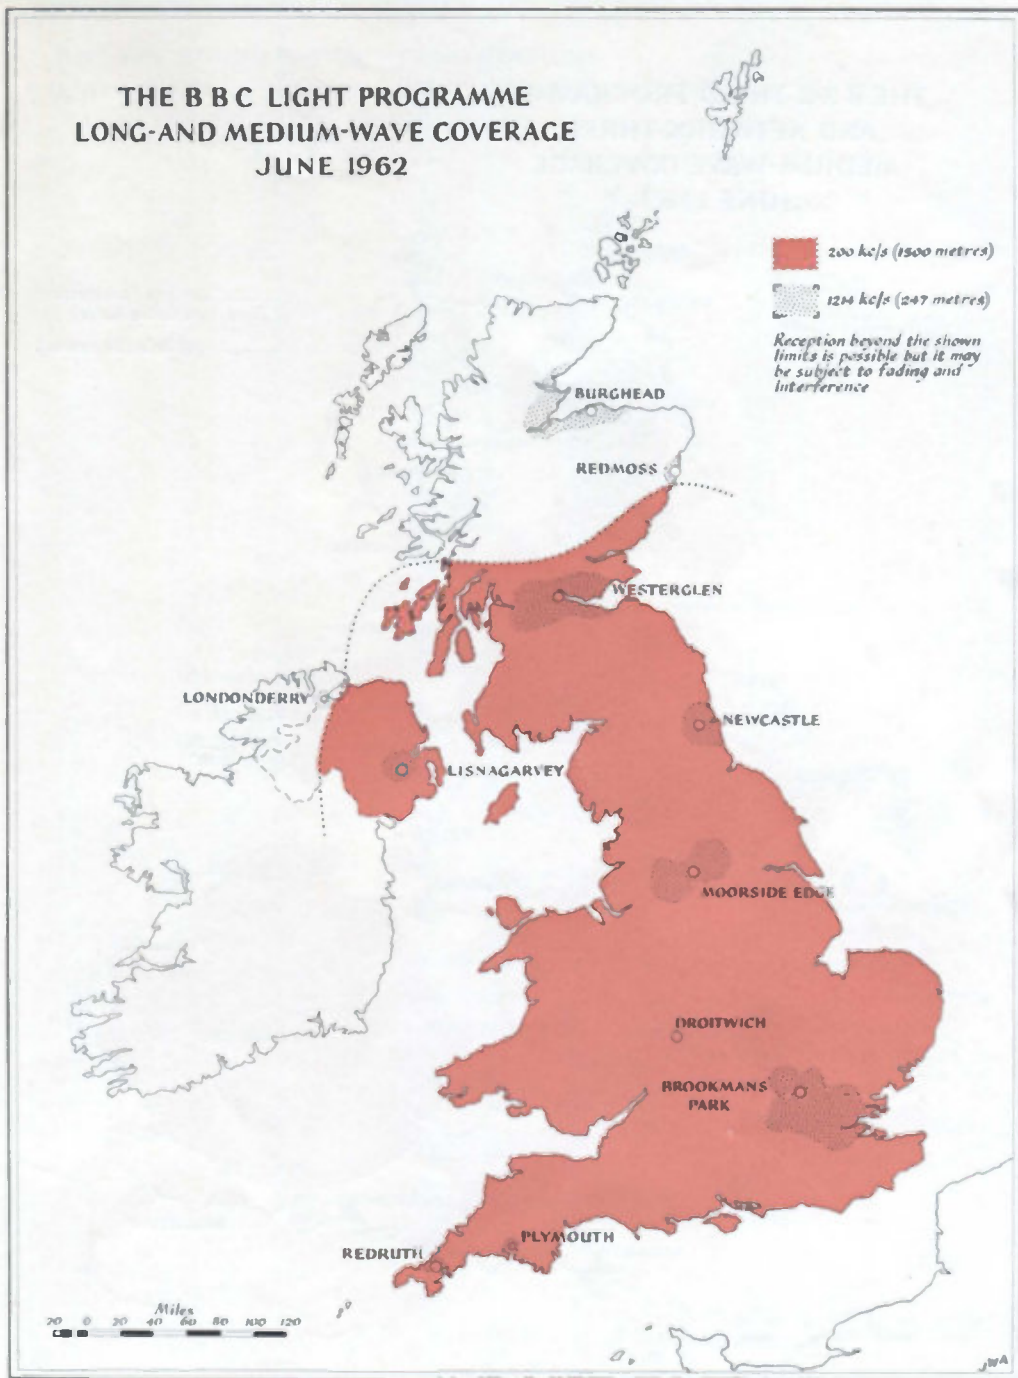 THE BBC LIGHT PROGRAMME
LONG-AND MEDIUM-WAVE COVERAGE
JUNE 1962
200 kc/s (1500 metres)
1214 kc/s (247 metres)
Reception beyond the shown
limits is possible but it may
be subject to fading and
interference
BURGHEAD
REDMOSS
WESTERGLEN
LONDONDERRY
NEWCASTLE
LISNAGARVEY
MOORSIDE EDGE
DROITWICH
BROOKMANS
PARK
PLYMOUTH
REDRUTH
Miles
20 0 20 40 60 80 100 120
JWA